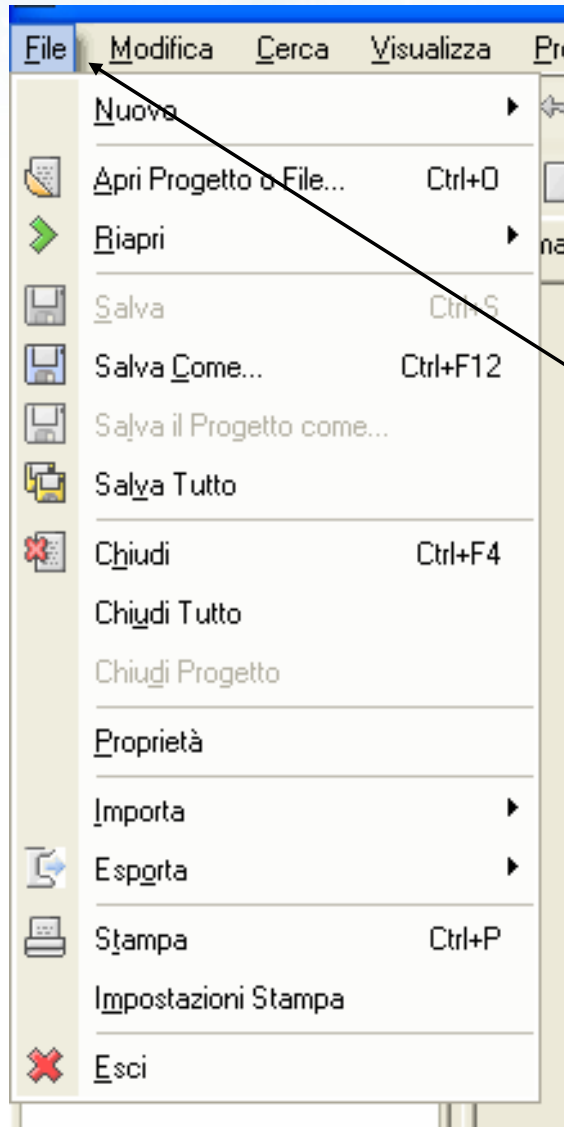 File Modifica Cerca Visualizza
Nuovo
Apri Progetto o File... Ctrl+O
Riapri
Salva Ctrl+S
Salva Come... Ctrl+F12
Salva il Progetto come...
Salva Tutto
Chiudi Ctrl+F4
Chiudi Tutto
Chiudi Progetto
Proprietà
Importa
Esporta
Stampa Ctrl+P
Impostazioni Stampa
Esci